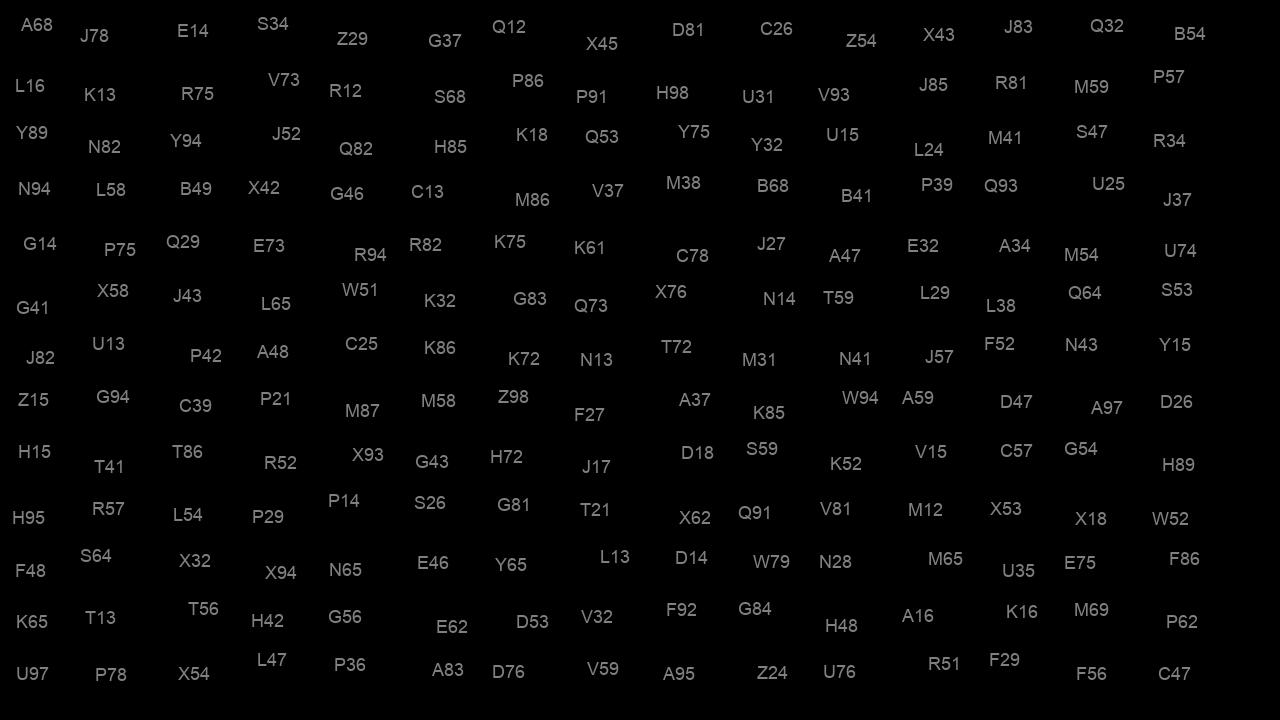 A68 J78 E14 S34 Z29 G37 Q12 X45 D81 C26 Z54 X43 J83 Q32 B54
L16 K13 R75 V73 R12 S68 P86 P91 H98 U31 V93 J85 R81 M59 P57
Y89 N82 Y94 J52 Q82 H85 K18 Q53 Y75 Y32 U15 L24 M41 S47 R34
N94 L58 B49 X42 G46 C13 M86 V37 M38 B68 B41 P39 Q93 U25 J37
G14 P75 Q29 E73 R94 R82 K75 K61 C78 J27 A47 E32 A34 M54 U74
G41 X58 J43 L65 W51 K32 G83 Q73 X76 N14 T59 L29 L38 Q64 S53
J82 U13 P42 A48 C25 K86 K72 N13 T72 M31 N41 J57 F52 N43 Y15
Z15 G94 C39 P21 M87 M58 Z98 F27 A37 K85 W94 A59 D47 A97 D26
H15 T41 T86 R52 X93 G43 H72 J17 D18 S59 K52 V15 C57 G54 H89
H95 R57 L54 P29 P14 S26 G81 T21 X62 Q91 V81 M12 X53 X18 W52
F48 S64 X32 X94 N65 E46 Y65 L13 D14 W79 N28 M65 U35 E75 F86
K65 T13 T56 H42 G56 E62 D53 V32 F92 G84 H48 A16 K16 M69 P62
U97 P78 X54 L47 P36 A83 D76 V59 A95 Z24 U76 R51 F29 F56 C47